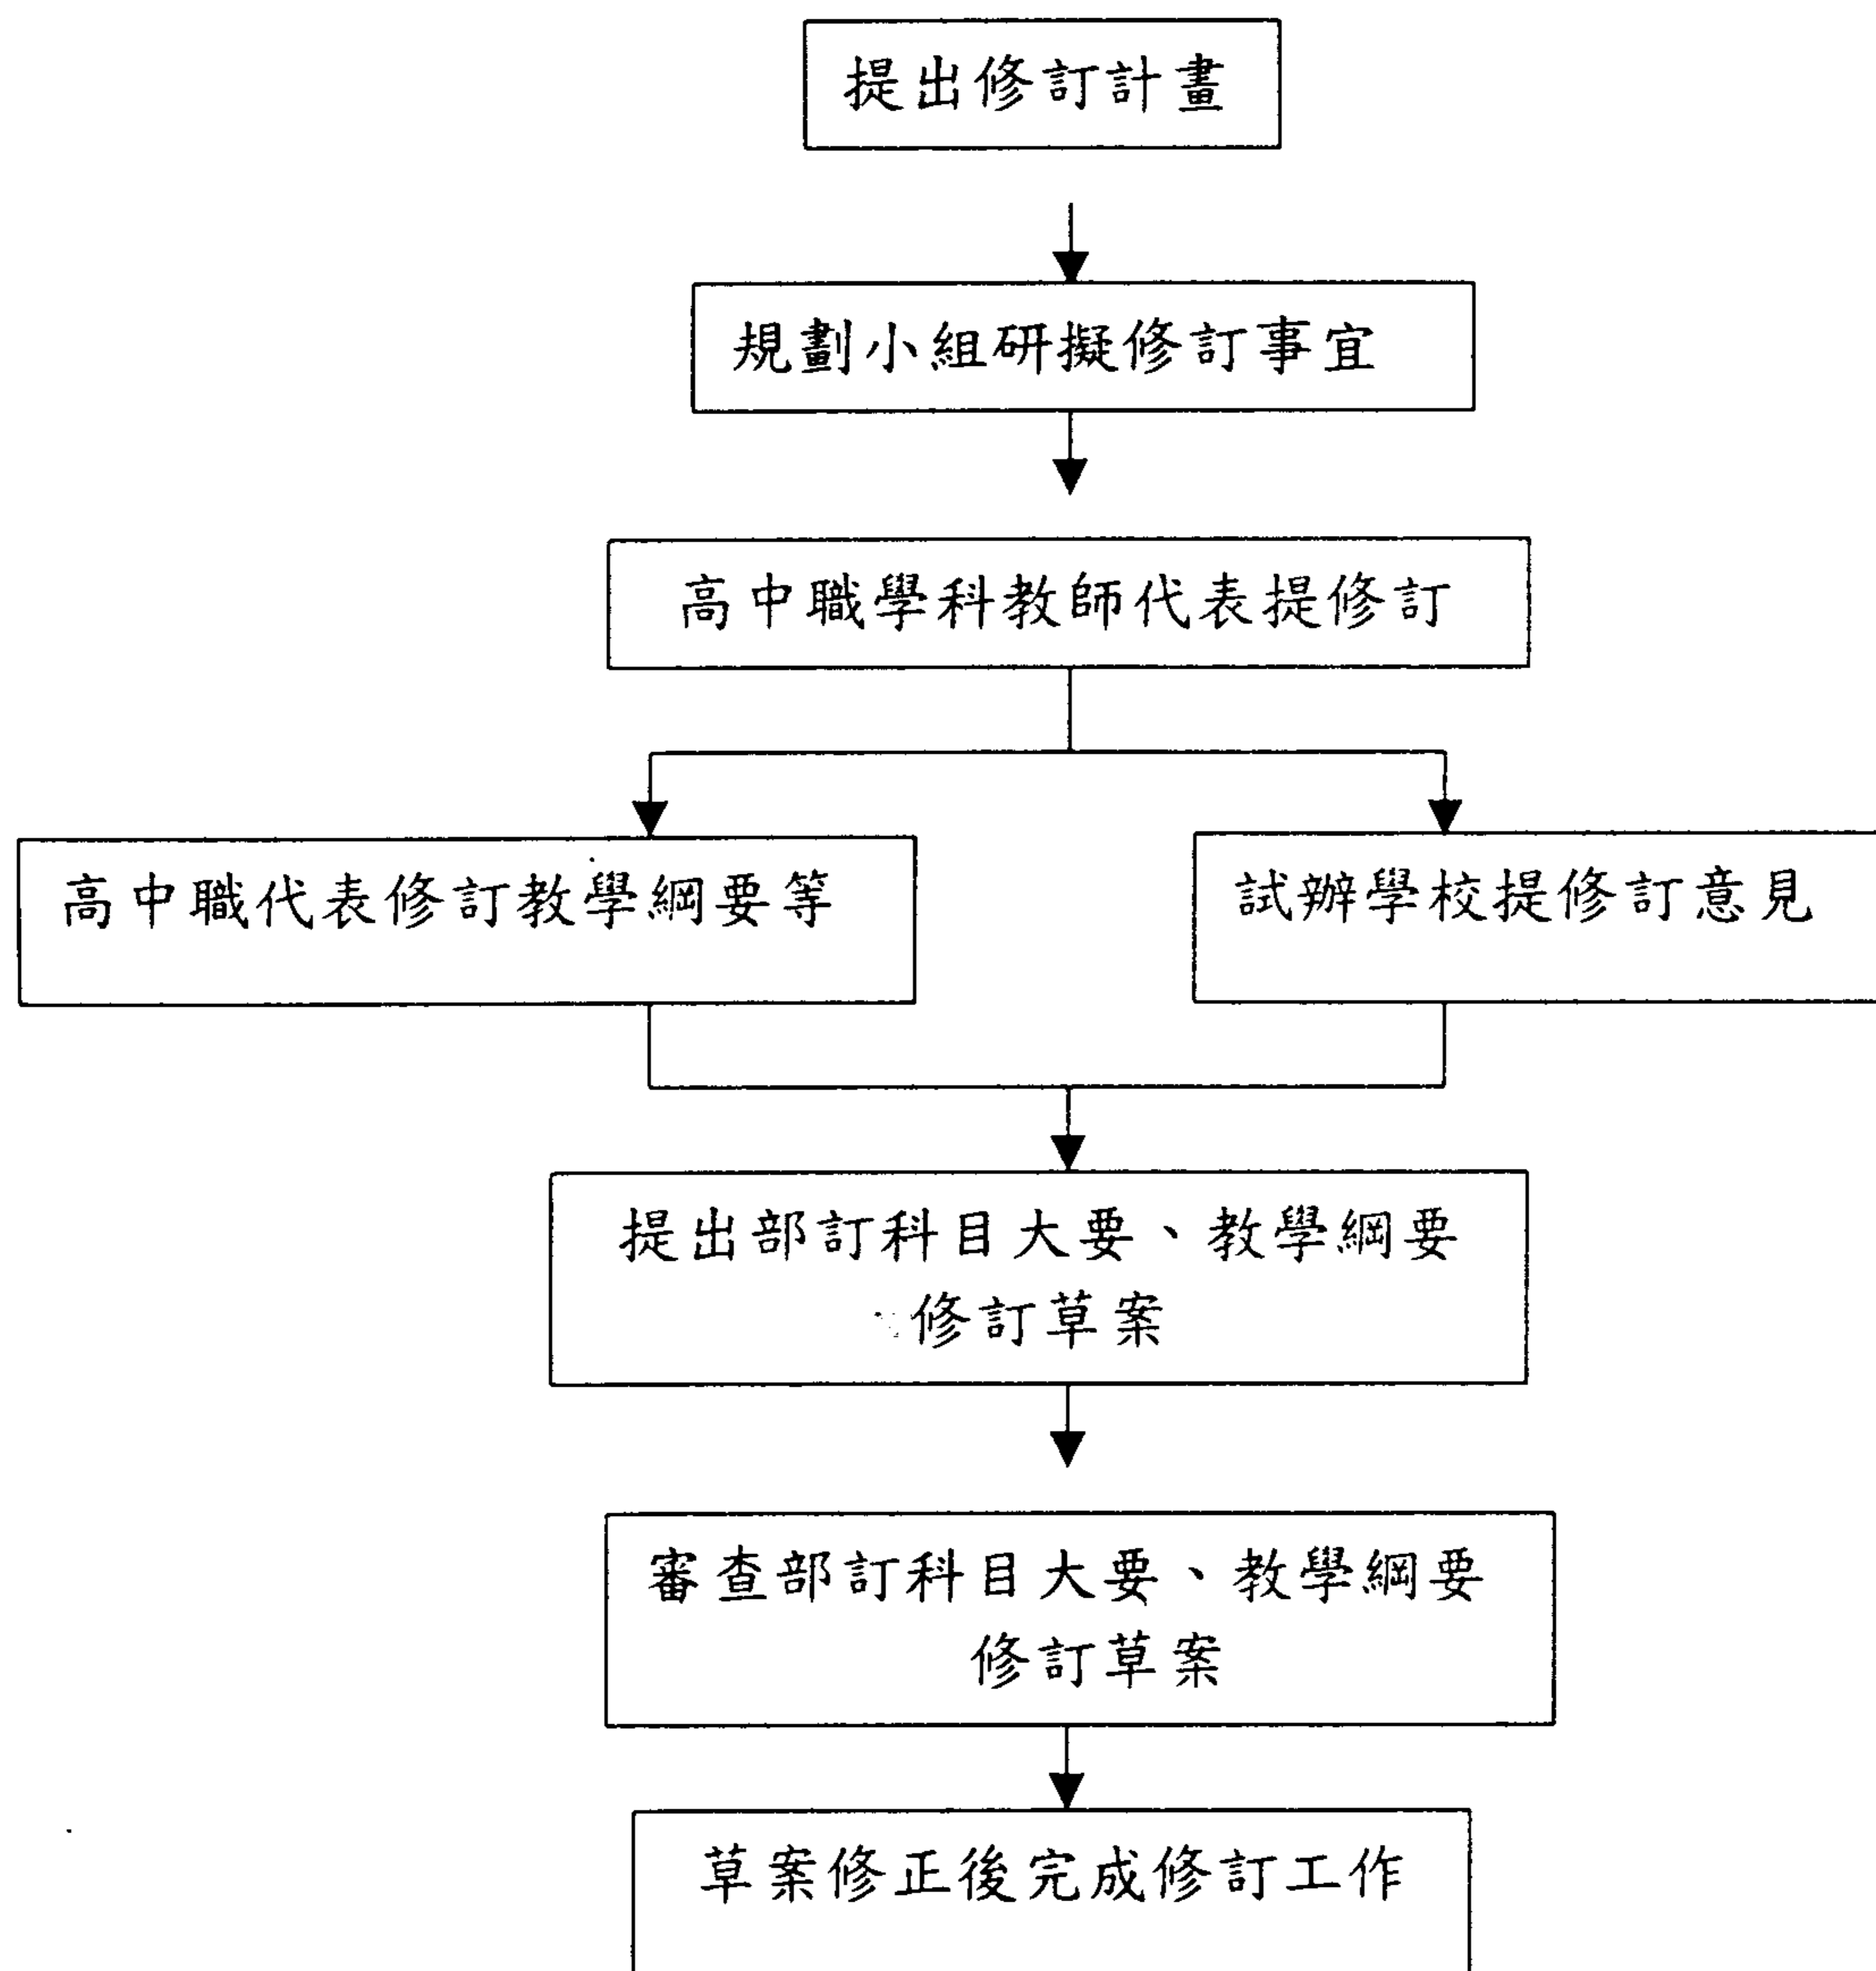 提出修訂計畫
規劃小組研擬修訂事宜
高中職學科教師代表提修訂
高中職代表修訂教學綱要等
試辦學校提修訂意見
提出部訂科目大要、教學綱要
修訂草案
審查部訂科目大要、教學綱要
修訂草案
草案修正後完成修訂工作